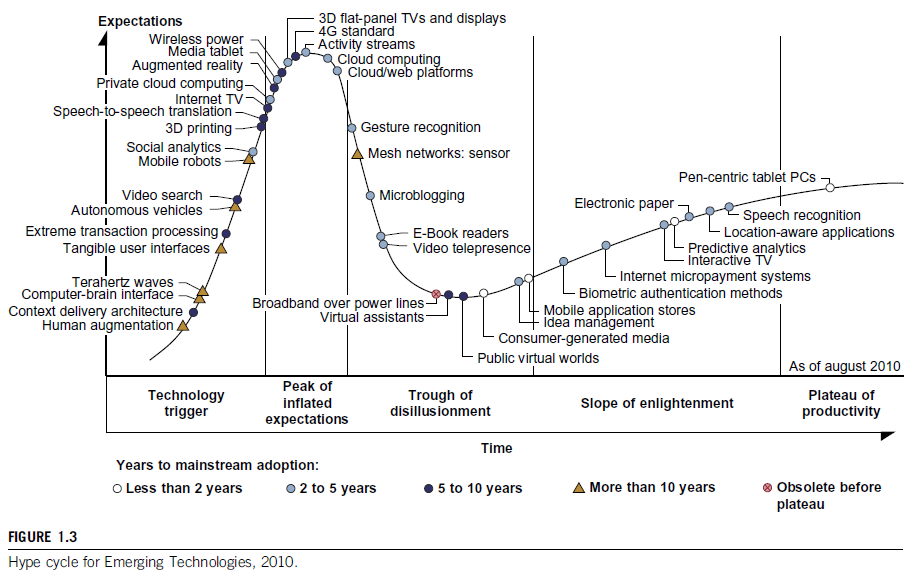 Expectations
3D flat-panel TVs and displays
4G standard
Activity streams
Wireless power
Media tablet
Augmented reality
Cloud computing
Cloud/web platforms
Private cloud computing
Internet TV
Speech-to-speech translation
3D printing
Gesture recognition
Social analytics
Mobile robots
Mesh networks: sensor
Pen-centric tablet PCs
Video search
Autonomous vehicles
Microblogging
Electronic paper
Speech recognition
Location-aware applications
Extreme transaction processing
Tangible user interfaces
E-Book readers
Video telepresence
Predictive analytics
Interactive TV
Internet micropayment systems
Terahertz waves
Computer-brain interface
Context delivery architecture
Human augmentation
Biometric authentication methods
Broadband over power lines
Virtual assistants
Mobile application stores
Idea management
Consumer-generated media
Public virtual worlds
As of august 2010
Technology
trigger
Peak of
inflated
expectations
Trough of
disillusionment
Slope of enlightenment
Plateau of
productivity
Time
Years to mainstream adoption:
Less than 2 years
2 to 5 years
5 to 10 years
More than 10 years
Obsolete before
plateau
FIGURE 1.3
Hype cycle for Emerging Technologies, 2010.